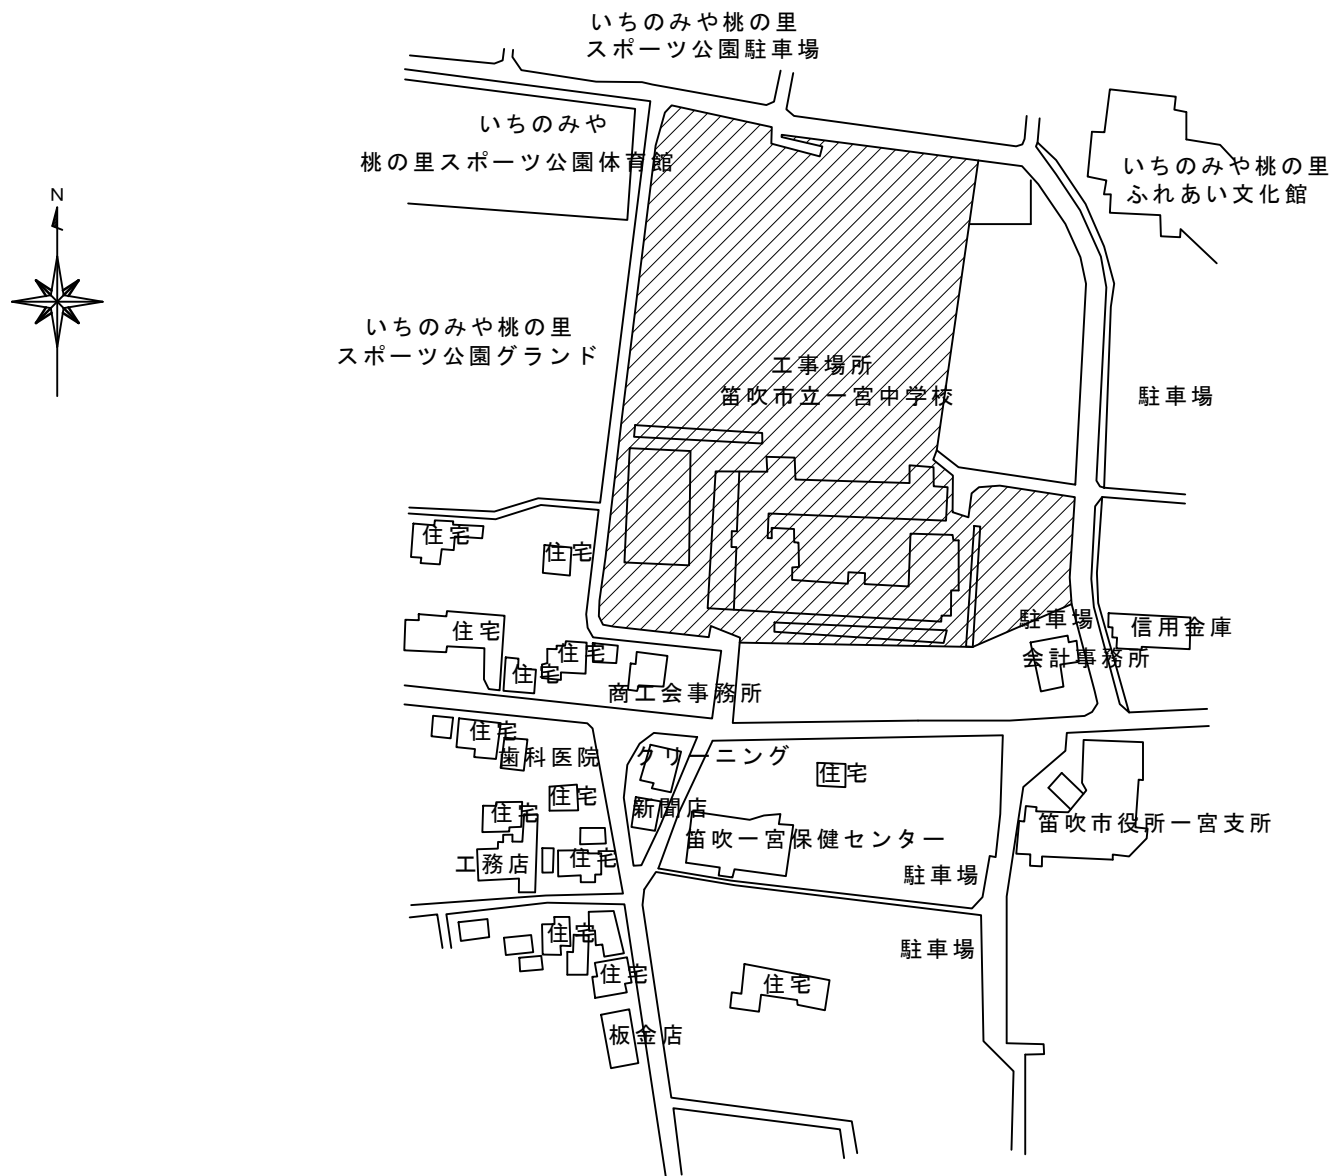 いちのみや桃の里
スポーツ公園駐車場
いちのみや
桃の里スポーツ公園体育館
いちのみや桃の里
ふれあい文化館
N
いちのみや桃の里
スポーツ公園グランド
工事場所
笛吹市立一宮中学校
駐車場
住宅
住宅
住宅
駐車場
信用金庫
住宅
会計事務所
住宅
商工会事務所
住宅
歯科医院
クリーニング
住宅
住宅
新聞店
住宅
笛吹市役所一宮支所
笛吹一宮保健センター
住宅
工務店
駐車場
住宅
駐車場
住宅
住宅
板金店